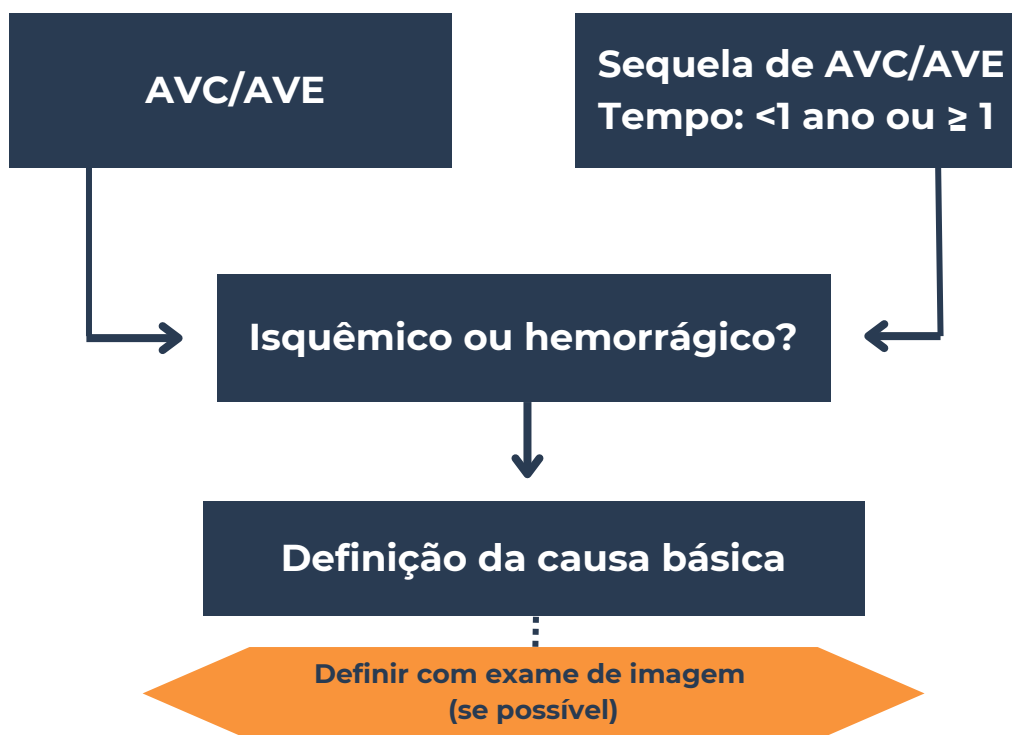 AVC/AVE
Sequela de AVC/AVE
Tempo: <1 ano ou ≥ 1
Isquêmico ou hemorrágico?
Definição da causa básica
Definir com exame de imagem
(se possível)